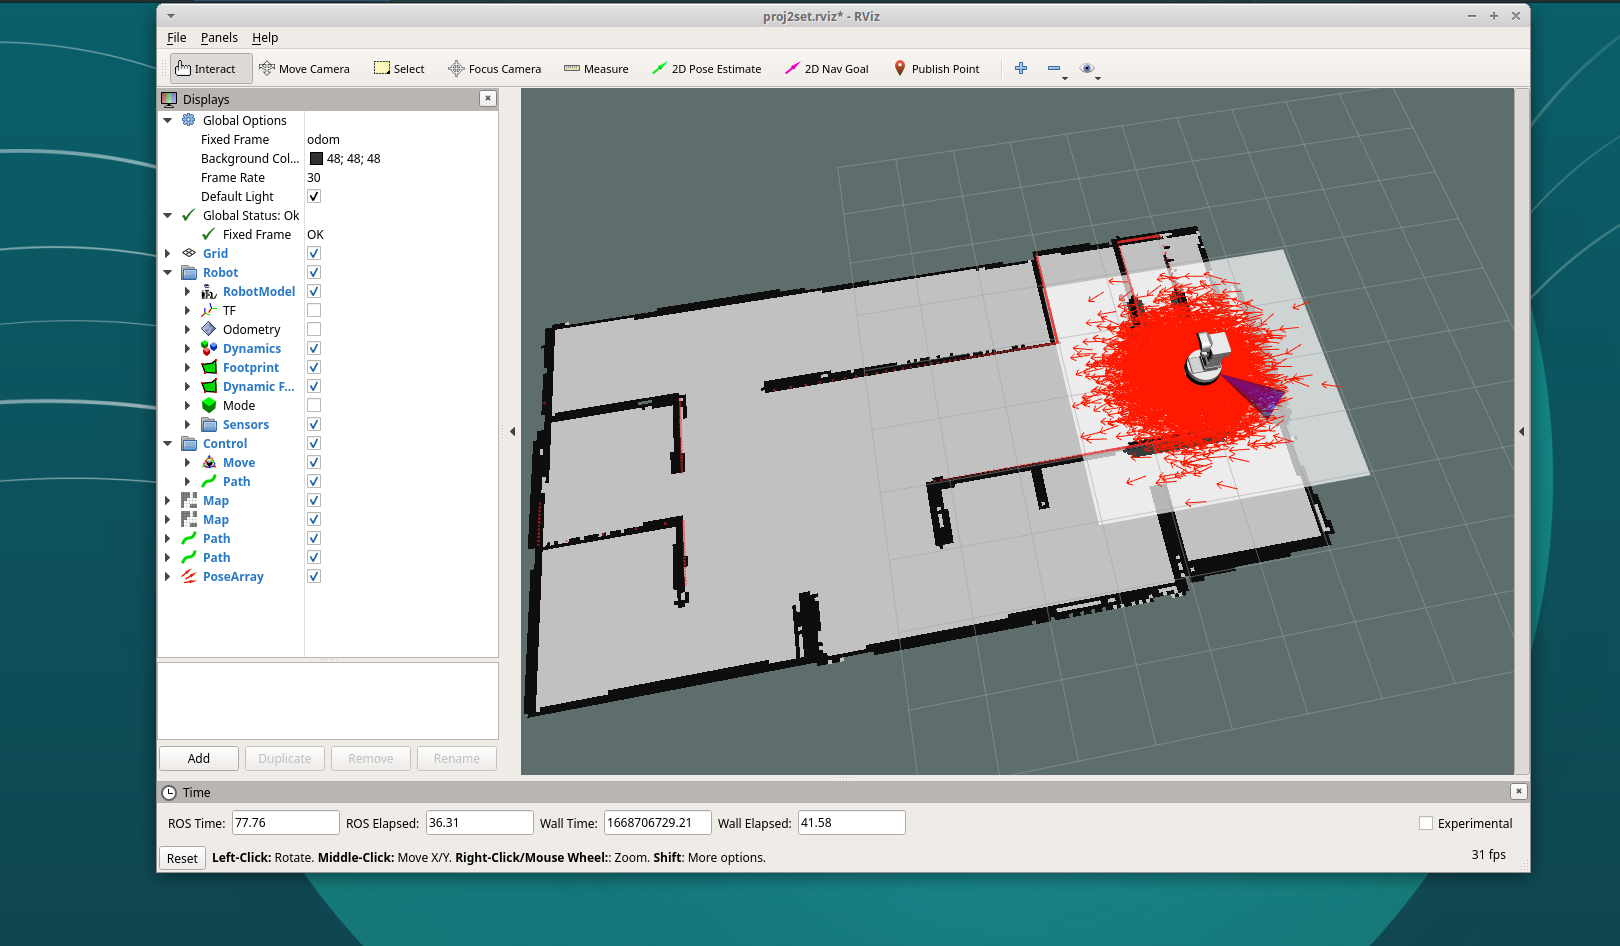 proj2set.rviz* - RViz
File Panels Help
Interact Move Camera Select Focus Camera Measure 2D Pose Estimate 2D Nav Goal Publish Point
Displays
Global Options
Fixed Frame odom
Background Col... 48; 48; 48
Frame Rate 30
Default Light
Global Status: Ok
Fixed Frame OK
Grid
Robot
RobotModel
TF
Odometry
Dynamics
Footprint
Dynamic F...
Mode
Sensors
Control
Move
Path
Map
Map
Path
Path
PoseArray
Add Duplicate Remove Rename
Time
ROS Time: 77.76 ROS Elapsed: 36.31 Wall Time: 1668706729.21 Wall Elapsed: 41.58 Experimental
Reset Left-Click: Rotate. Middle-Click: Move X/Y. Right-Click/Mouse Wheel:: Zoom. Shift: More options. 31 fps